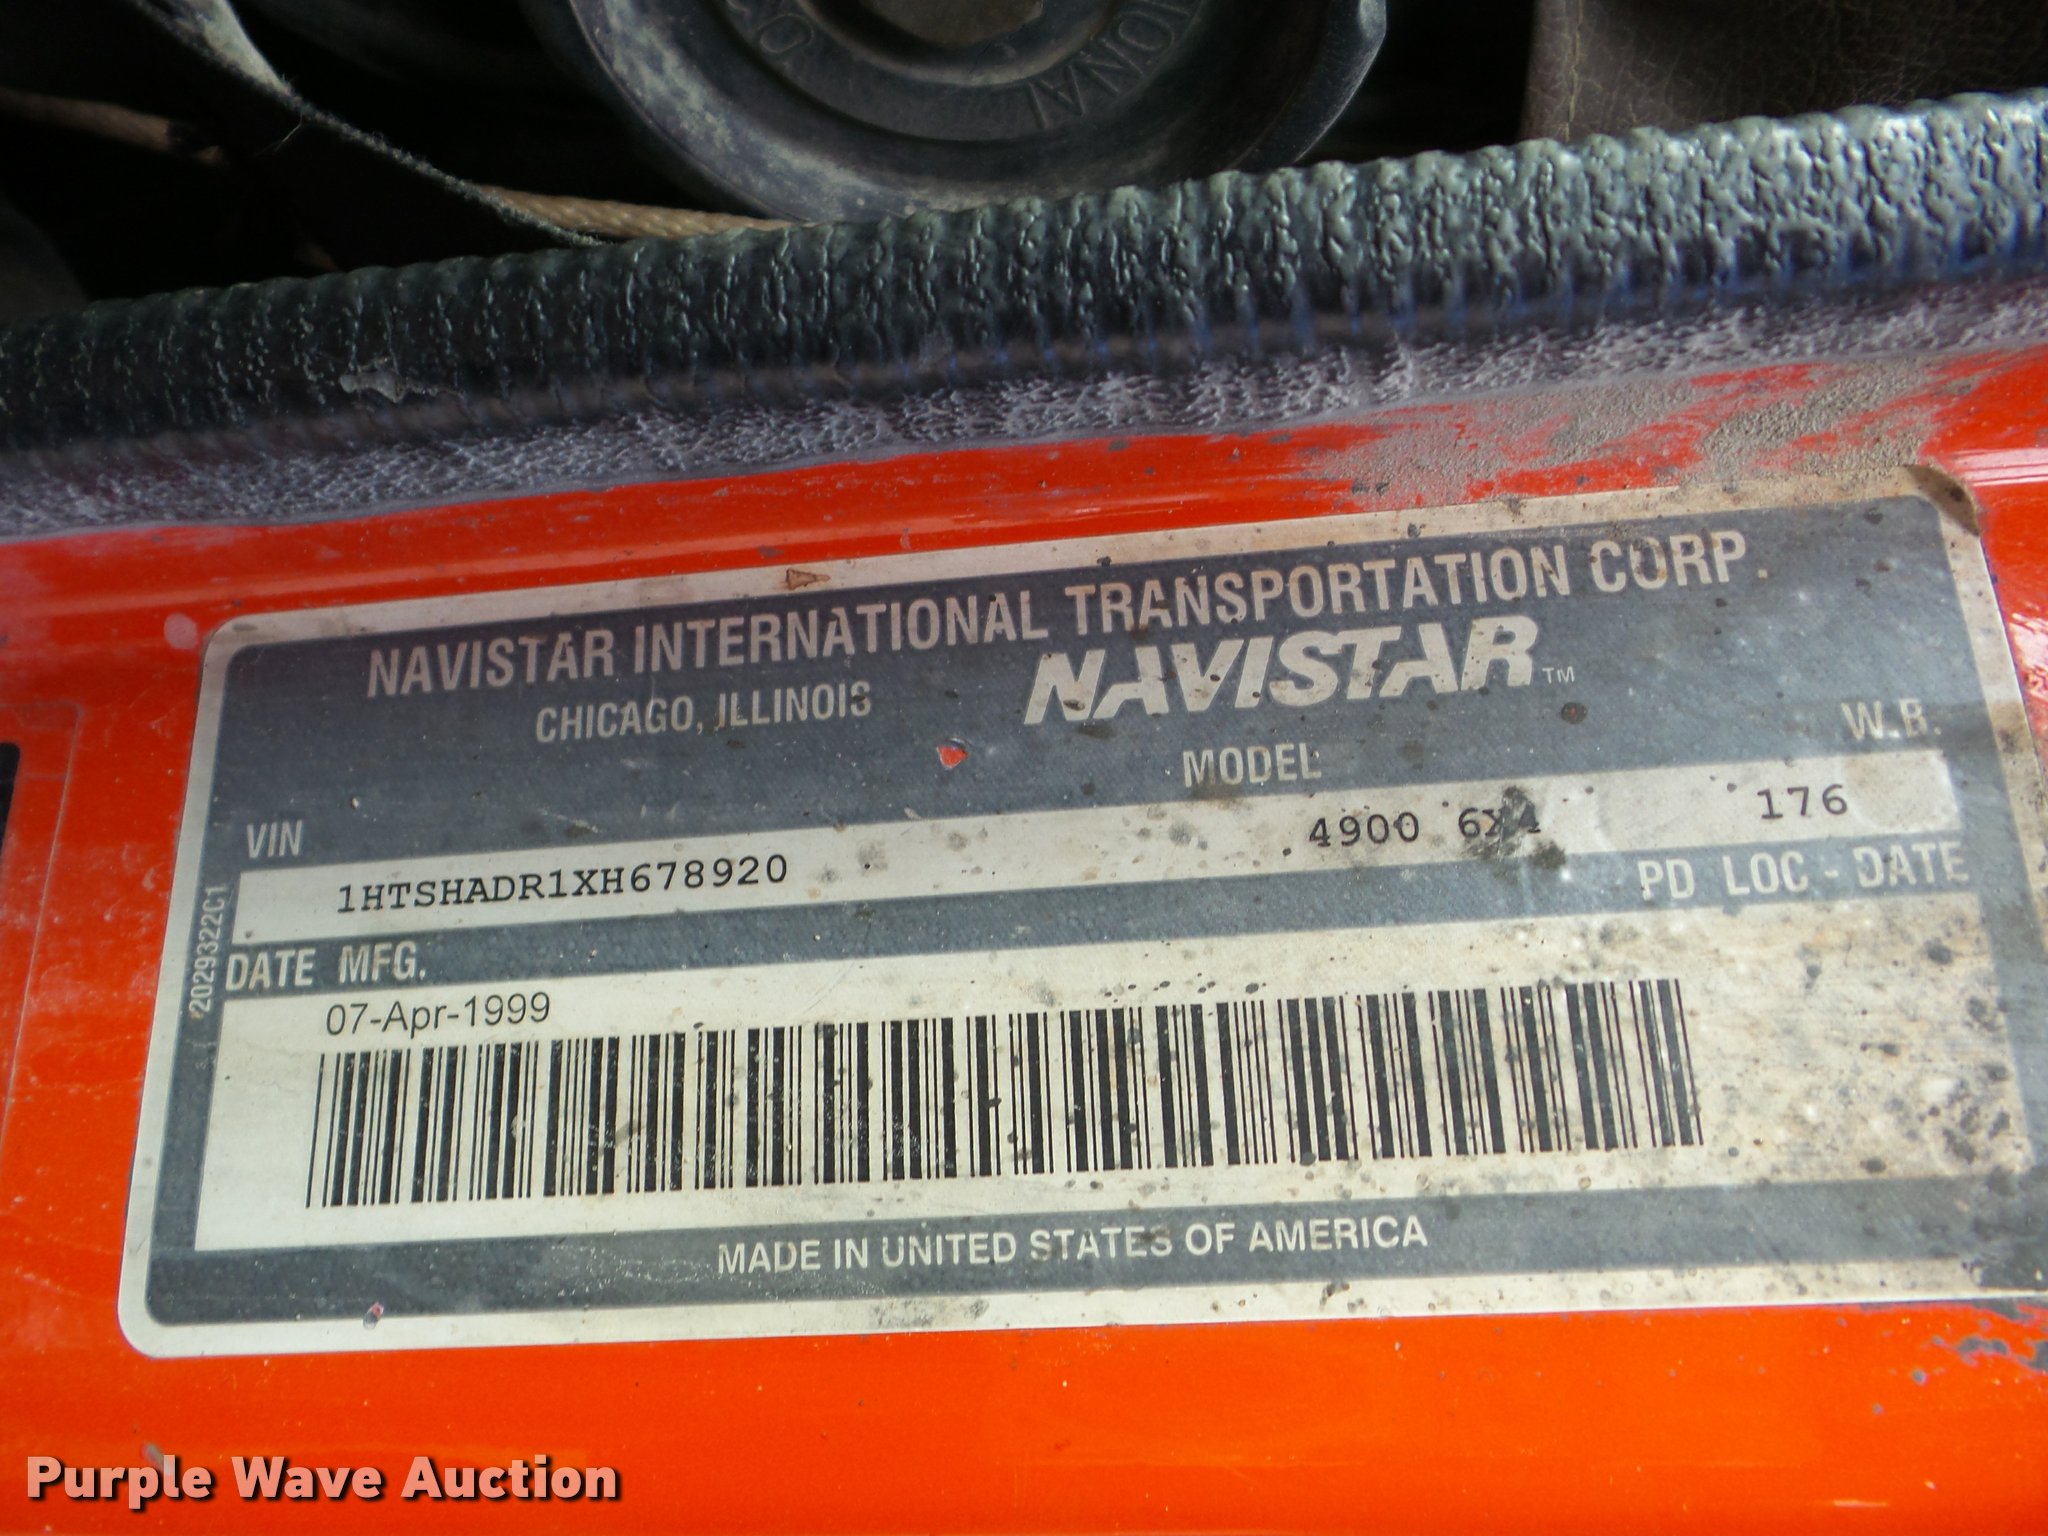 NAVISTAR INTERNATIONAL TRANSPORTATION CORP.
CHICAGO, ILLINOIS
NAVISTAR™
VIN
MODEL
W.B.
1HTSHADR1XH678920
4900 6X4
176
DATE MFG.
PD LOC - DATE
07-Apr-1999
2029322C1
MADE IN UNITED STATES OF AMERICA
Purple Wave Auction